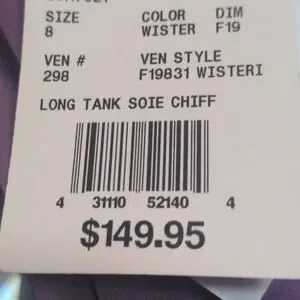 SIZE COLOR DIM
8 WISTER F19
VEN # VEN STYLE
298 F19831 WISTERI
LONG TANK SOIE CHIFF
4 31110 52140 4
$149.95